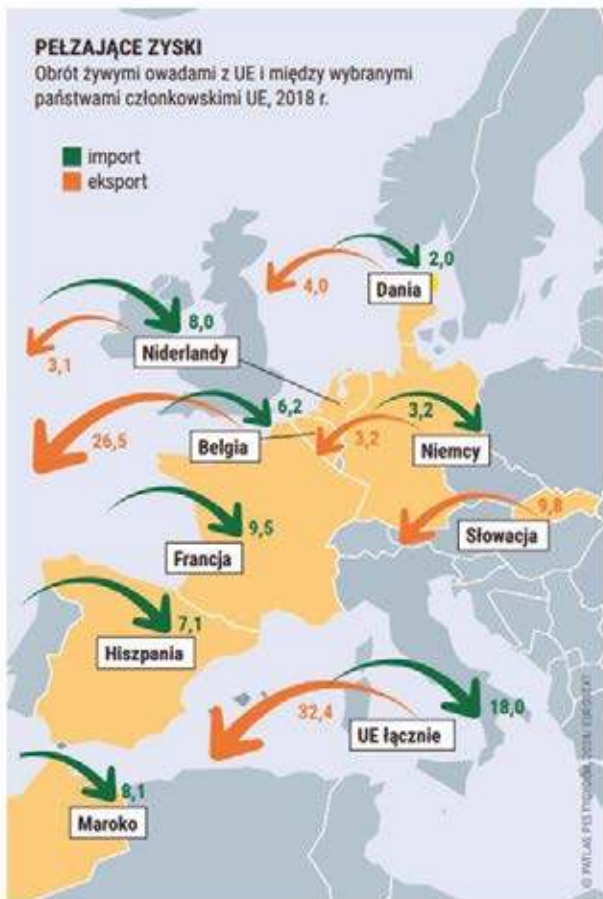 PEŁZAJĄCE ZYSKI
Obrót żywymi owadami z UE i między wybranymi
państwami członkowskimi UE, 2018 r.
import
eksport
2,0
4,0
Dania
8,0
Niderlandy
3,1
6,2
3,2
26,5
Belgia
3,2
Niemcy
9,8
9,5
Słowacja
Francja
7,1
Hiszpania
18,0
32,4
UE łącznie
8,1
Maroko
EUROSTAT